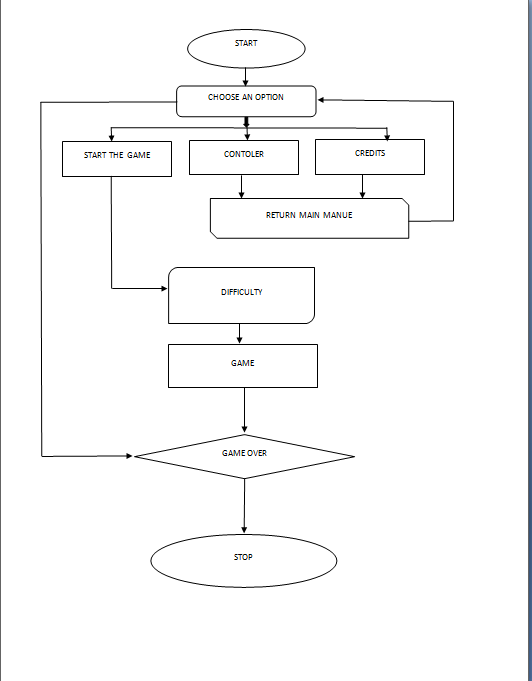 START
CHOOSE AN OPTION
START THE GAME
CONTOLER
CREDITS
RETURN MAIN MANUE
DIFFICULTY
GAME
GAME OVER
STOP